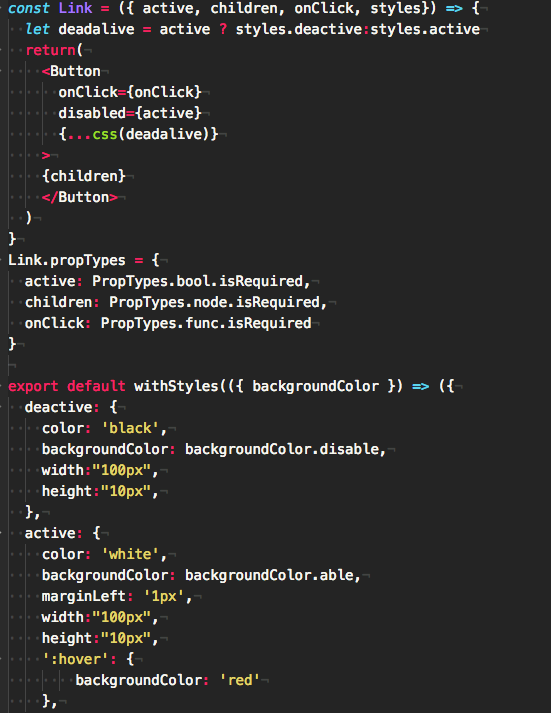 const Link = ({ active, children, onClick, styles}) => {
  let deadalive = active ? styles.deactive:styles.active
  return(
    <Button
      onClick={onClick}
      disabled={active}
      {...css(deadalive)}
    >
    {children}
    </Button>
  )
}
Link.propTypes = {
  active: PropTypes.bool.isRequired,
  children: PropTypes.node.isRequired,
  onClick: PropTypes.func.isRequired
}

export default withStyles(({ backgroundColor }) => ({
  deactive: {
    color: 'black',
    backgroundColor: backgroundColor.disable,
    width:"100px",
    height:"10px",
  },
  active: {
    color: 'white',
    backgroundColor: backgroundColor.able,
    marginLeft: '1px',
    width:"100px",
    height:"10px",
    ':hover': {
        backgroundColor: 'red'
    },